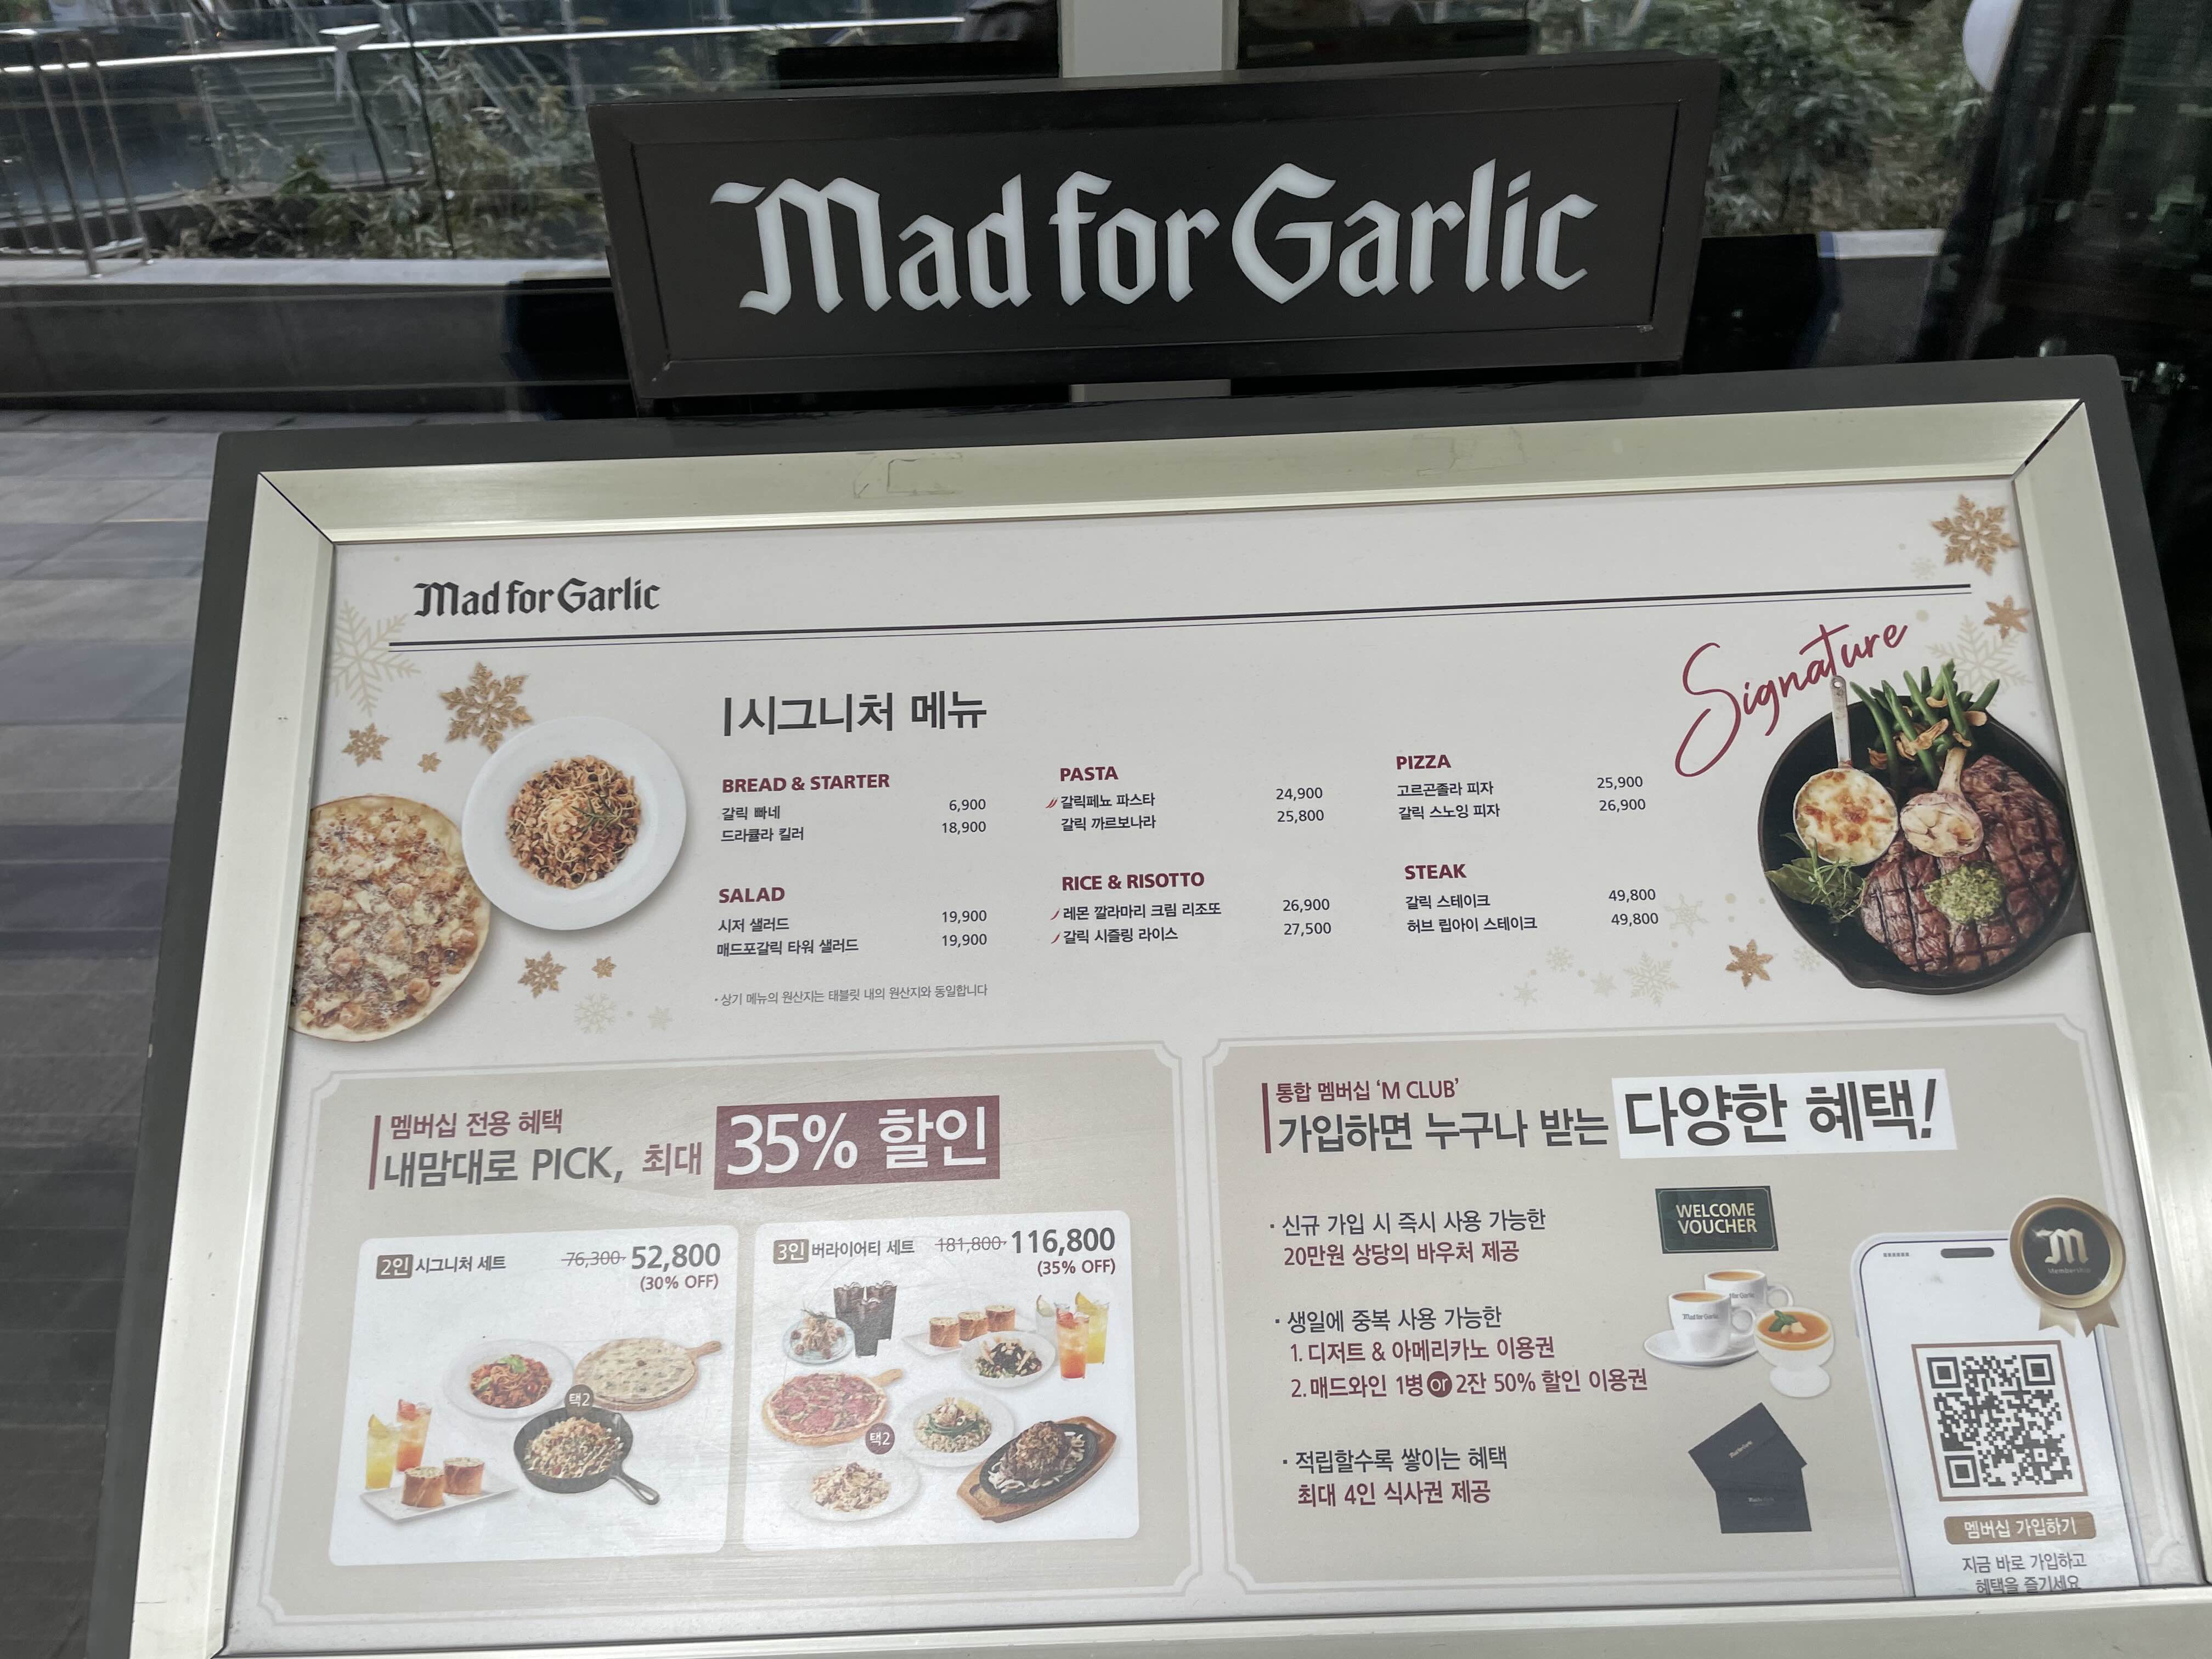 Mad for Garlic
Mad for Garlic
시그니처 메뉴
Signature
BREAD & STARTER
갈릭 빠네 6,900
드라큘라 킬러 18,900
SALAD
시저 샐러드 19,900
매드포갈릭 타워 샐러드 19,900
PASTA
갈릭페뇨 파스타 24,900
갈릭 까르보나라 25,800
RICE & RISOTTO
레몬 깔라마리 크림 리조또 26,900
갈릭 시즐링 라이스 27,500
PIZZA
고르곤졸라 피자 25,900
갈릭 스노잉 피자 26,900
STEAK
갈릭 스테이크 49,800
허브 립아이 스테이크 49,800
· 상기 메뉴의 원산지는 태블릿 내의 원산지와 동일합니다
멤버십 전용 혜택
내맘대로 PICK, 최대 35% 할인
2인 시그니처 세트 76,300 52,800
(30% OFF)
택2
3인 버라이어티 세트 181,800 116,800
(35% OFF)
택2
통합 멤버십 ‘M CLUB’
가입하면 누구나 받는 다양한 혜택!
· 신규 가입 시 즉시 사용 가능한
20만원 상당의 바우처 제공
WELCOME
VOUCHER
· 생일에 중복 사용 가능한
1. 디저트 & 아메리카노 이용권
2. 매드와인 1병 or 2잔 50% 할인 이용권
Mad for Garlic
· 적립할수록 쌓이는 혜택
최대 4인 식사권 제공
M
Membership
멤버십 가입하기
지금 바로 가입하고
혜택을 즐기세요